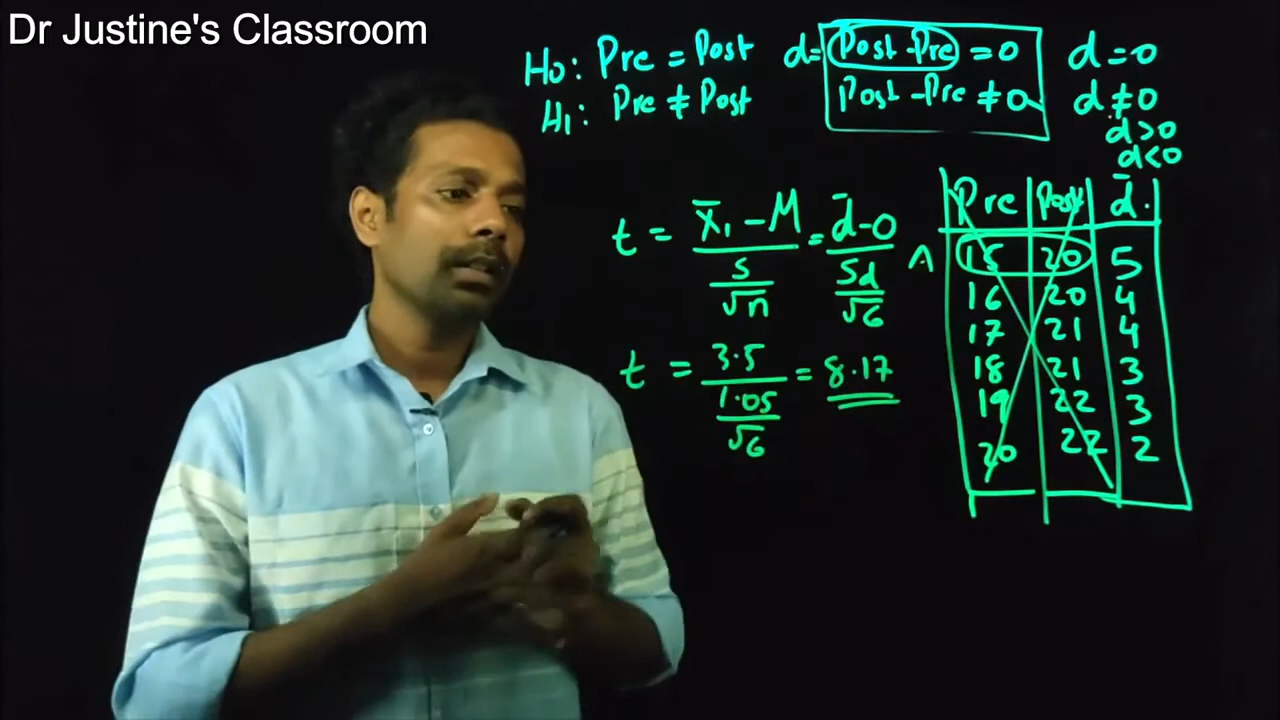 Dr Justine's Classroom
H0: Pre = Post d= Post-Pre = 0 d = 0
H1: Pre ≠ Post Post-Pre ≠ 0 d ≠ 0
d > 0
d < 0
t = x̄1 - M / s/√n = d̄-0 / Sd/√6
t = 3.5 / 1.05/√6 = 8.17
Pre Post d̄
A 15 20 5
16 20 4
17 21 4
18 21 3
19 22 3
20 22 2